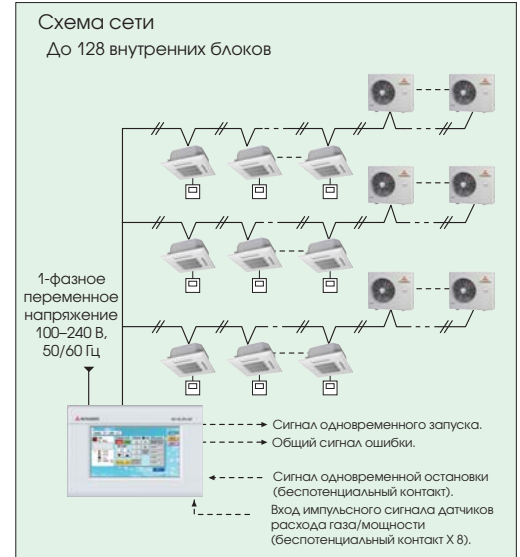 Схема сети
До 128 внутренних блоков
1-фазное
переменное
напряжение
100–240 В,
50/60 Гц
Сигнал одновременного запуска.
Общий сигнал ошибки.
Сигнал одновременной остановки
(беспотенциальный контакт).
Вход импульсного сигнала датчиков
расхода газа/мощности
(беспотенциальный контакт X 8).